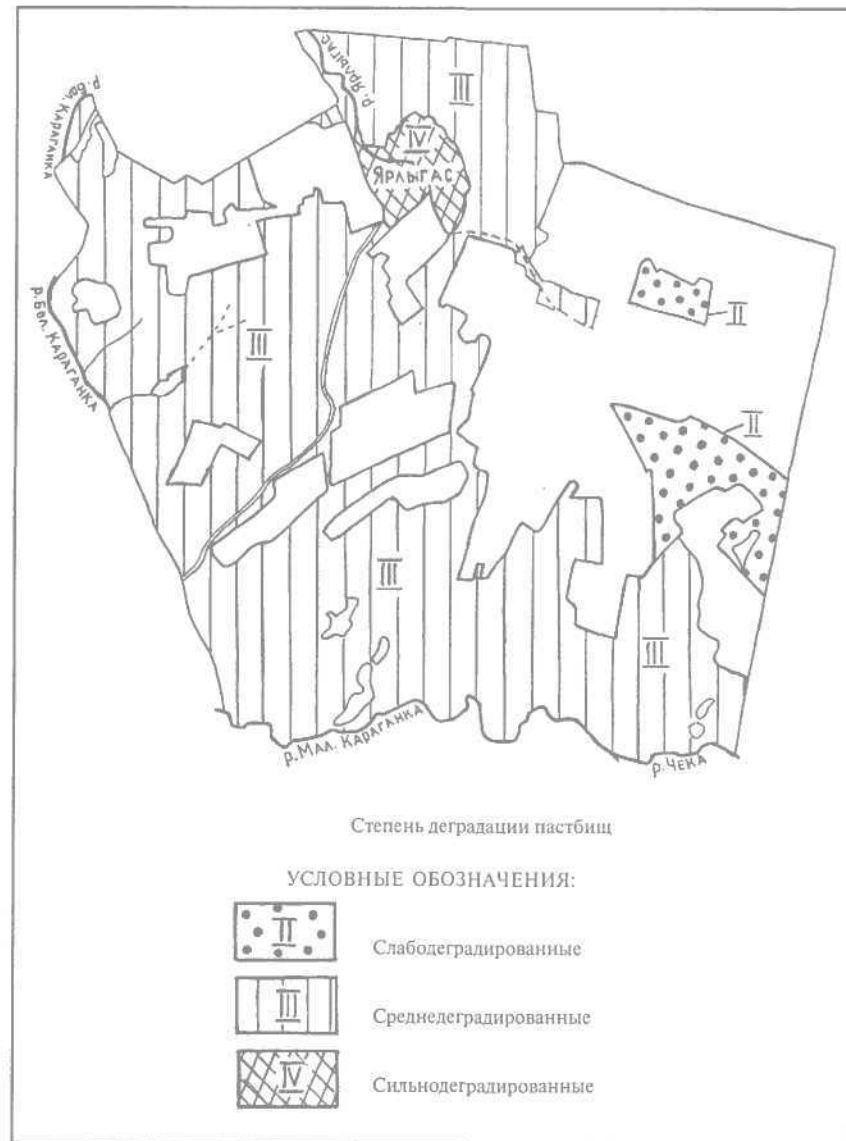 р. Бол. Караганка
р. Ярлыгас
III
IV
Ярлыгас
р. Бол. Караганка
III
II
II
III
III
р. Мал. Караганка
р. Чека
Степень деградации пастбищ
УСЛОВНЫЕ ОБОЗНАЧЕНИЯ:
II Слабодеградированные
III Среднедеградированные
IV Сильнодеградированные